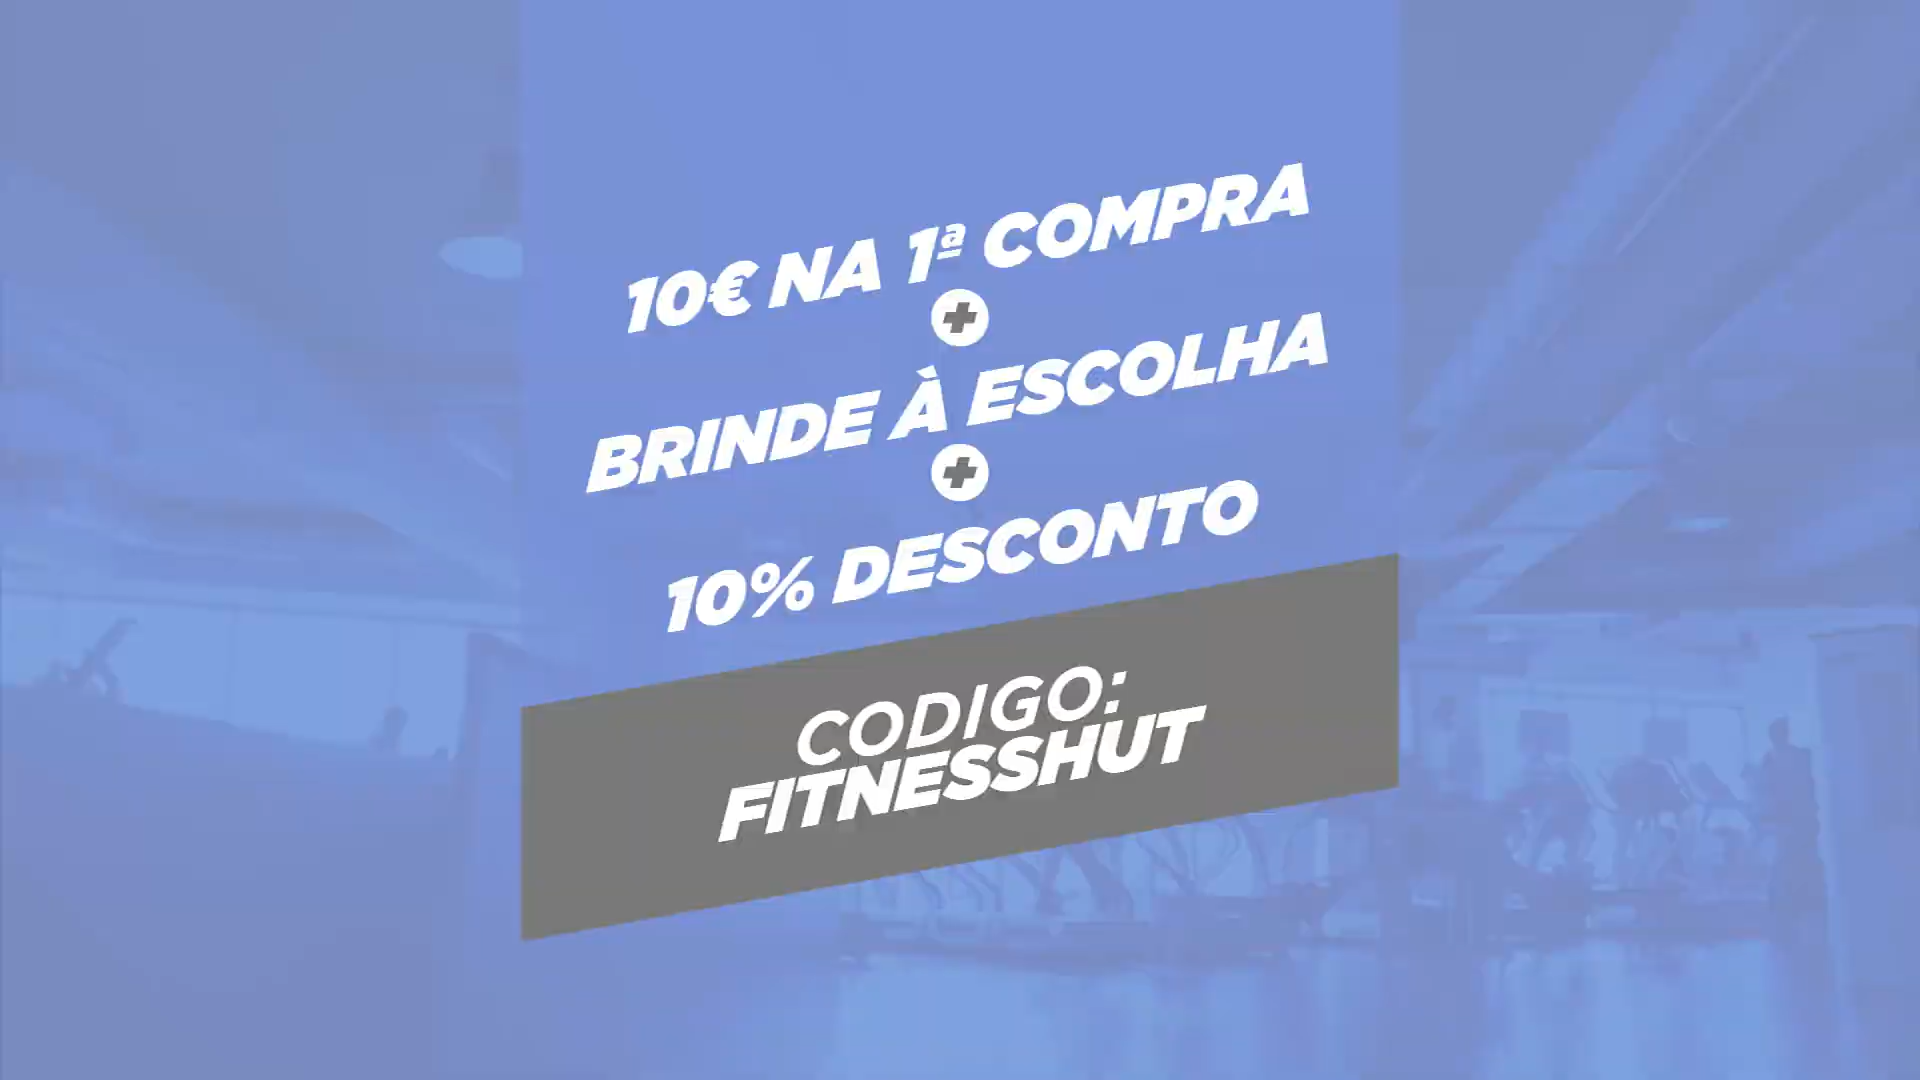 10€ NA 1ª COMPRA
+
BRINDE À ESCOLHA
+
10% DESCONTO
CODIGO:
FITNESSHUT